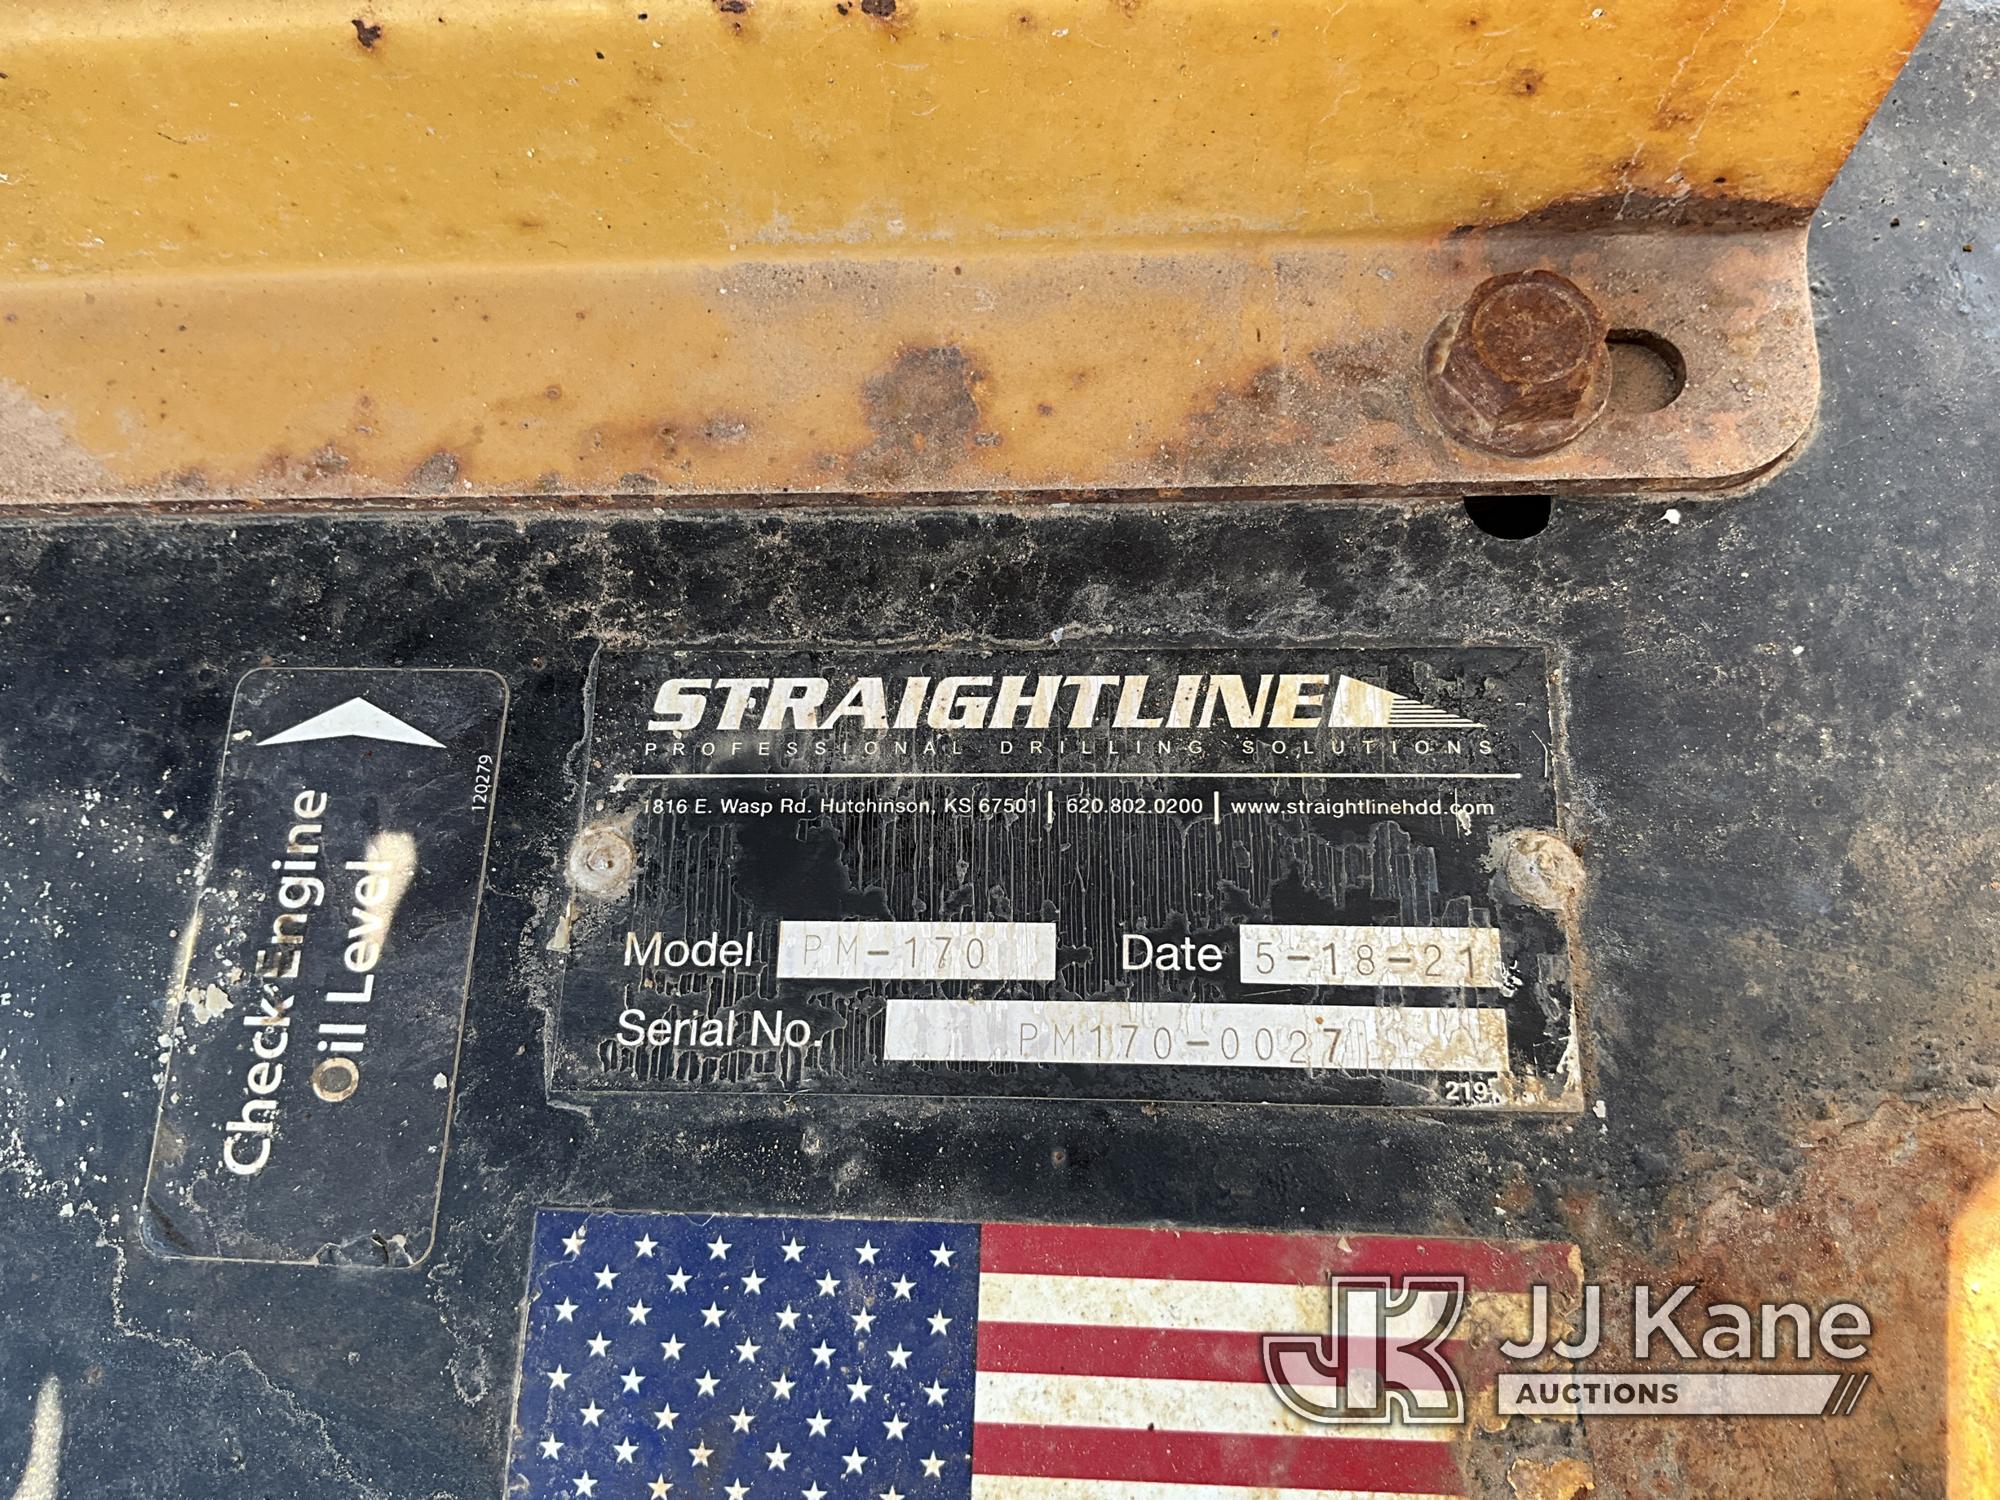 STRAIGHTLINE
PROFESSIONAL DRILLING SOLUTIONS
1816 E. Wasp Rd. Hutchinson, KS 67501 | 620.802.0200 | www.straightlinehdd.com
Model PM-170 Date 5-18-21
Serial No. PM170-0027
Check Engine
Oil Level
120279
JK JJ Kane
AUCTIONS